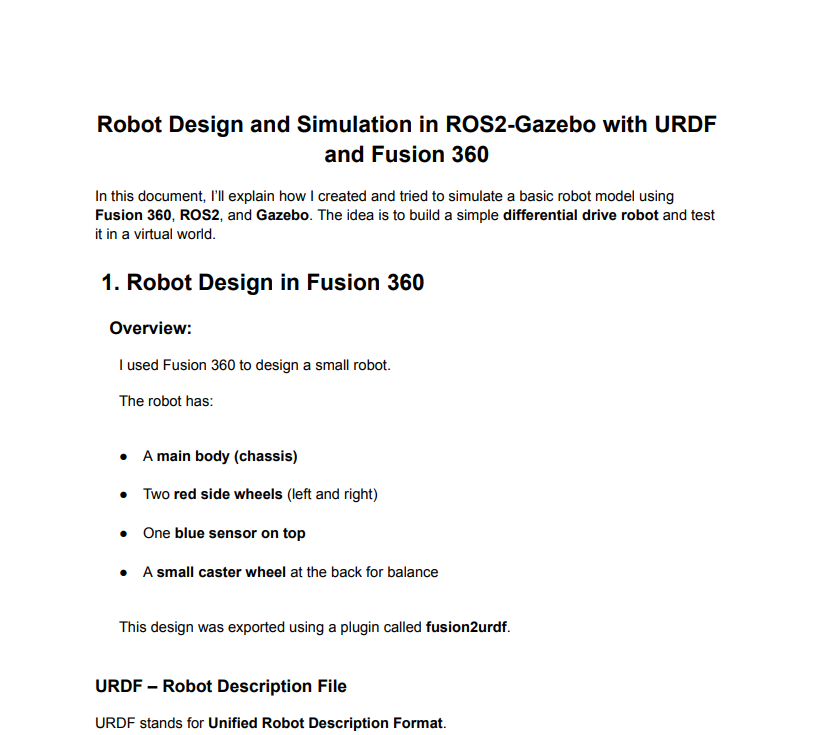 Robot Design and Simulation in ROS2-Gazebo with URDF
and Fusion 360
In this document, I’ll explain how I created and tried to simulate a basic robot model using
Fusion 360, ROS2, and Gazebo. The idea is to build a simple differential drive robot and test
it in a virtual world.
1. Robot Design in Fusion 360
Overview:
I used Fusion 360 to design a small robot.
The robot has:
● A main body (chassis)
● Two red side wheels (left and right)
● One blue sensor on top
● A small caster wheel at the back for balance
This design was exported using a plugin called fusion2urdf.
URDF – Robot Description File
URDF stands for Unified Robot Description Format.